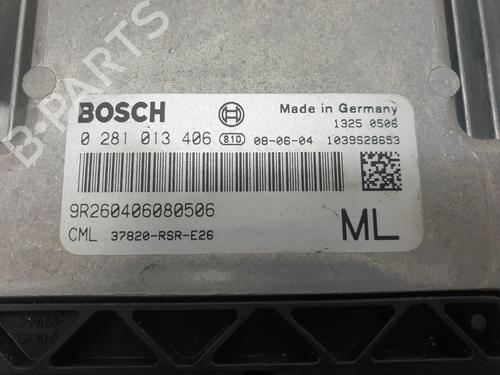 B-PARTS
BOSCH
Made in Germany
1325 0506
0 281 013 406 810 08-06-04 1039S28653
9R260406080506
CML 37820-RSR-E26
ML